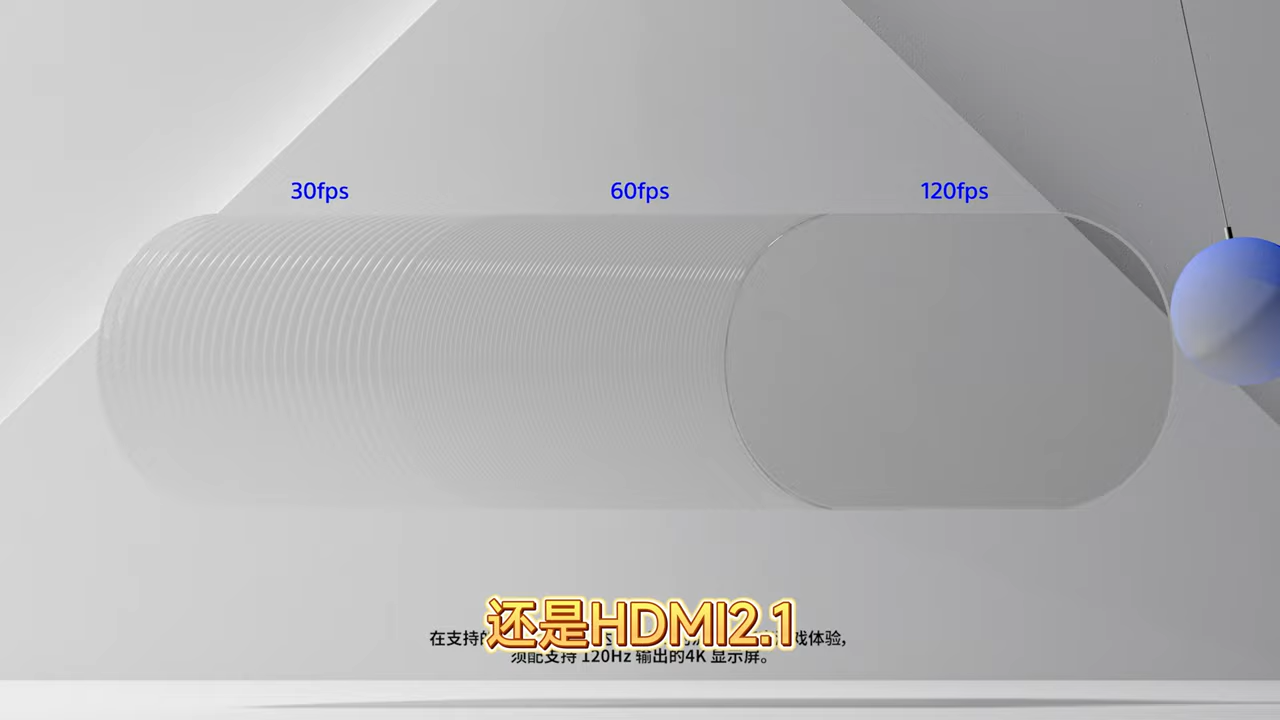 30fps
60fps
120fps
还是HDMI2.1
在支持的 戏体验,
须配支持 120Hz 输出的4K 显示屏。